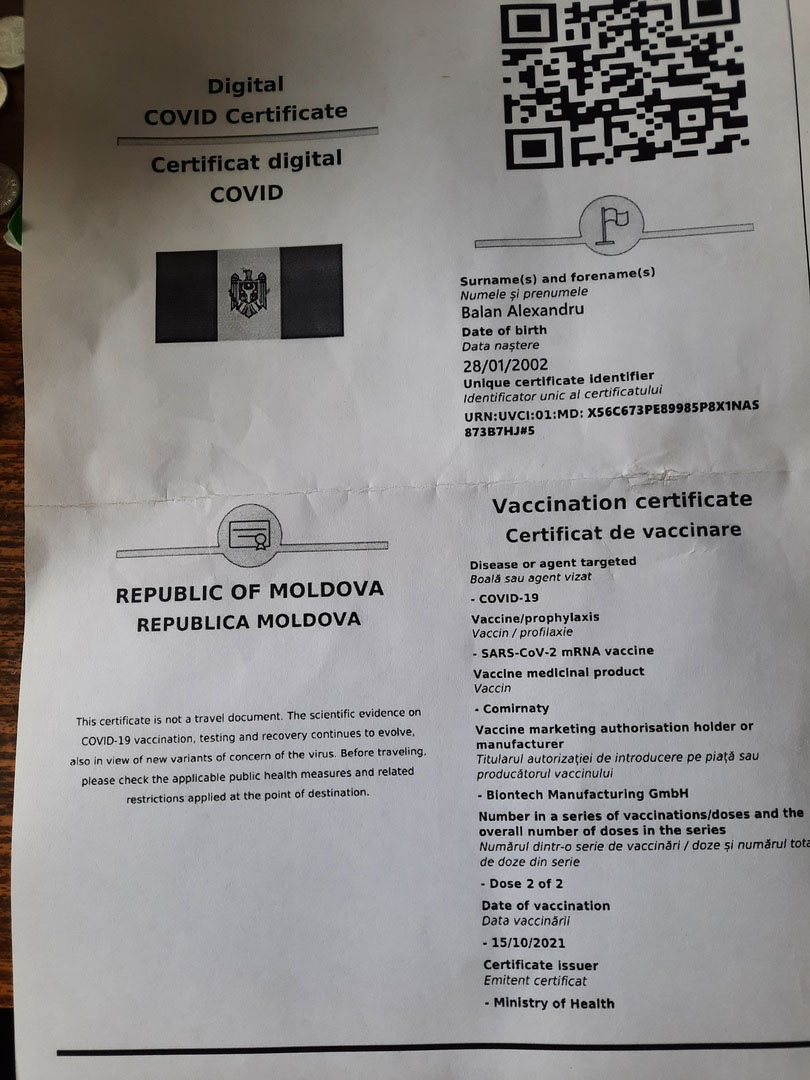 Digital
COVID Certificate
Certificat digital
COVID
Surname(s) and forename(s)
Numele și prenumele
Balan Alexandru
Date of birth
Data naștere
28/01/2002
Unique certificate identifier
Identificator unic al certificatului
URN:UVCI:01:MD: X56C673PE89985P8X1NAS
873B7HJ#5
REPUBLIC OF MOLDOVA
REPUBLICA MOLDOVA
This certificate is not a travel document. The scientific evidence on
COVID-19 vaccination, testing and recovery continues to evolve,
also in view of new variants of concern of the virus. Before traveling,
please check the applicable public health measures and related
restrictions applied at the point of destination.
Vaccination certificate
Certificat de vaccinare
Disease or agent targeted
Boală sau agent vizat
- COVID-19
Vaccine/prophylaxis
Vaccin / profilaxie
- SARS-CoV-2 mRNA vaccine
Vaccine medicinal product
Vaccin
- Comirnaty
Vaccine marketing authorisation holder or
manufacturer
Titularul autorizației de introducere pe piață sau
producătorul vaccinului
- Biontech Manufacturing GmbH
Number in a series of vaccinations/doses and the
overall number of doses in the series
Numărul dintr-o serie de vaccinări / doze și numărul tota
de doze din serie
- Dose 2 of 2
Date of vaccination
Data vaccinării
- 15/10/2021
Certificate issuer
Emitent certificat
- Ministry of Health